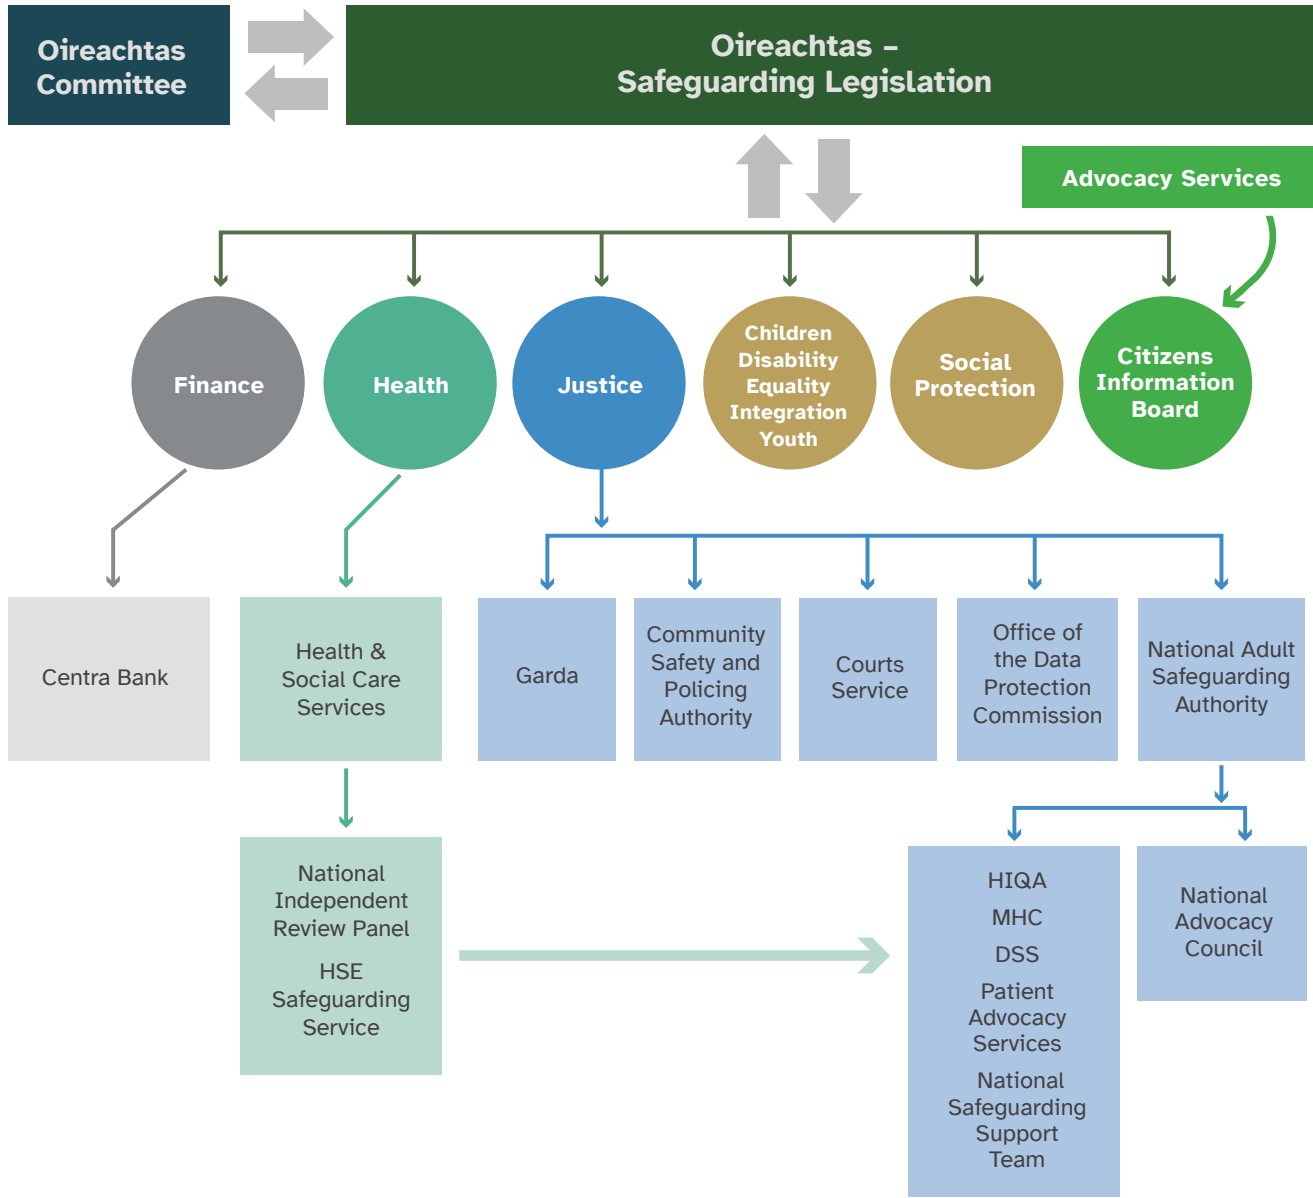 Oireachtas
Committee
Oireachtas –
Safeguarding Legislation
Advocacy Services
Finance
Health
Justice
Children
Disability
Equality
Integration
Youth
Social
Protection
Citizens
Information
Board
Centra Bank
Health &
Social Care
Services
Garda
Community
Safety and
Policing
Authority
Courts
Service
Office of
the Data
Protection
Commission
National Adult
Safeguarding
Authority
National
Independent
Review Panel
HSE
Safeguarding
Service
HIQA
MHC
DSS
Patient
Advocacy
Services
National
Safeguarding
Support
Team
National
Advocacy
Council